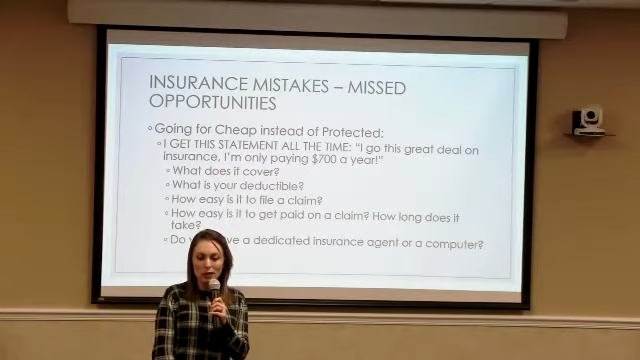 INSURANCE MISTAKES – MISSED
OPPORTUNITIES
Going for Cheap instead of Protected:
I GET THIS STATEMENT ALL THE TIME: "I go this great deal on
insurance, I'm only paying $700 a year!"
What does it cover?
What is your deductible?
How easy is it to file a claim?
How easy is it to get paid on a claim? How long does it
take?
Do a dedicated insurance agent or a computer?